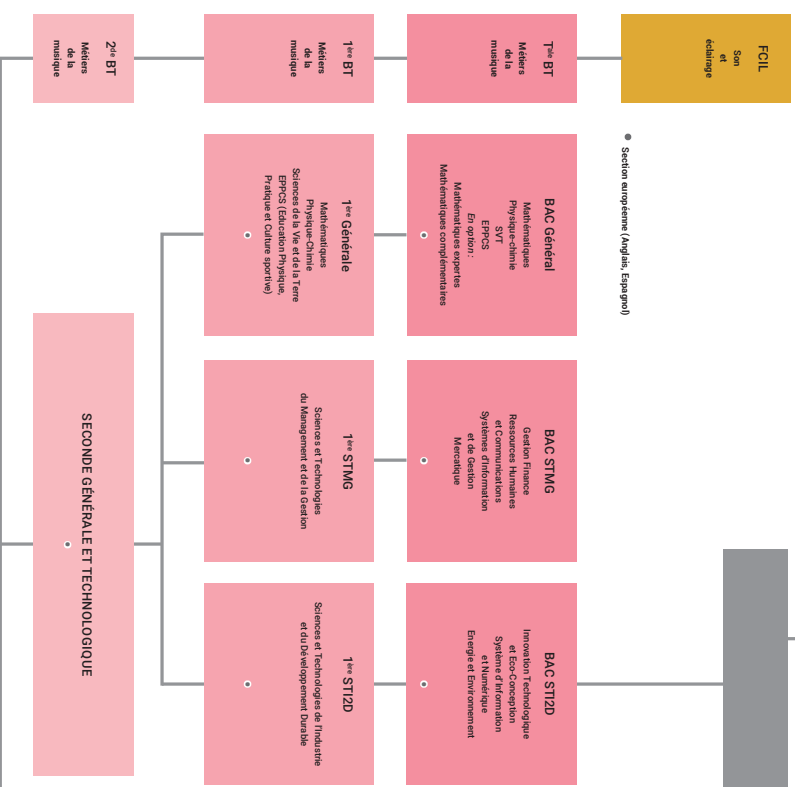 2de BT
Métiers
de la
musique
1ère BT
Métiers
de la
musique
Tale BT
Métiers
de la
musique
FCIL
Son
et
éclairage
Section européenne (Anglais, Espagnol)
1ère Générale
Mathématiques
Physique-Chimie
Sciences de la Vie et de la Terre
EPPCS (Education Physique,
Pratique et Culture sportive)
BAC Général
Mathématiques
Physique-chimie
SVT
EPPCS
En option :
Mathématiques expertes
Mathématiques complémentaires
SECONDE GÉNÉRALE ET TECHNOLOGIQUE
1ère STMG
Sciences et Technologies
du Management et de la Gestion
BAC STMG
Gestion Finance
Ressources Humaines
et Communications
Systèmes d'Information
et de Gestion
Mercatique
1ère STI2D
Sciences et Technologies de l'Industrie
et du Développement Durable
BAC STI2D
Innovation Technologique
et Eco-Conception
Système d'Information
et Numérique
Energie et Environnement